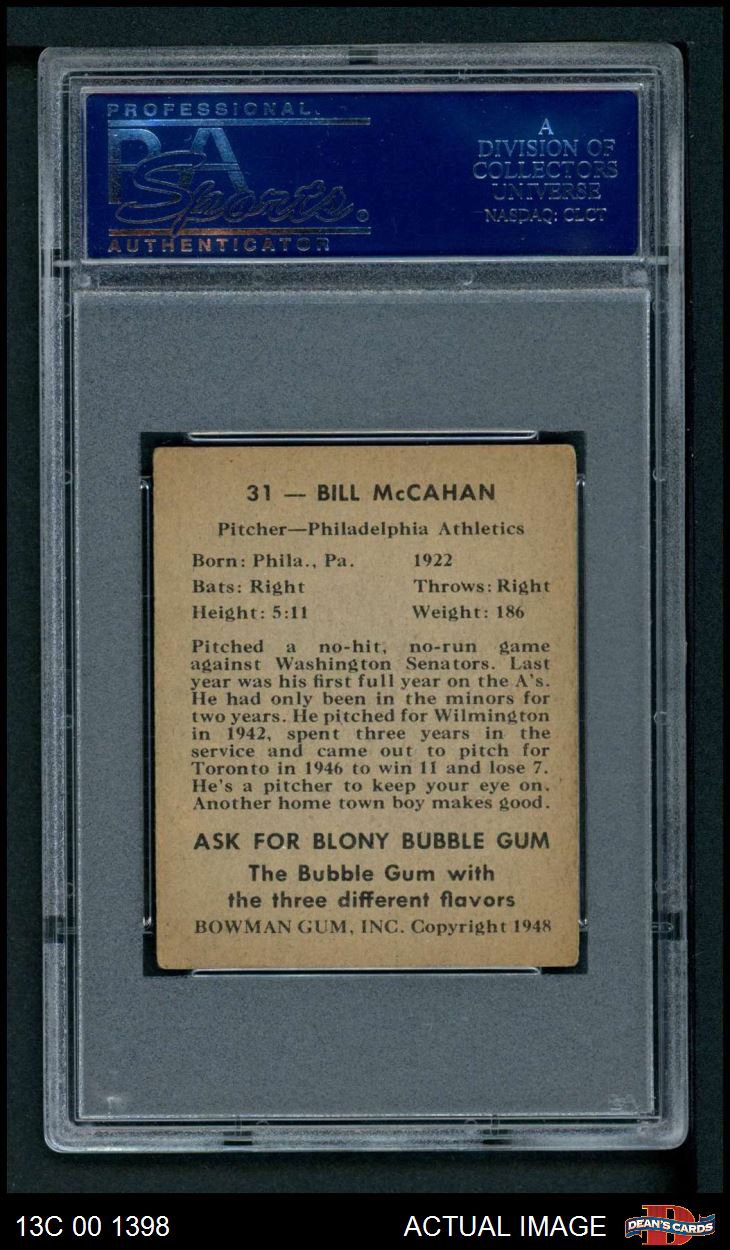 PROFESSIONAL
PSA
Sports
AUTHENTICATOR
A
DIVISION OF
COLLECTORS
UNIVERSE
NASDAQ: CLCT
31 — BILL McCAHAN
Pitcher—Philadelphia Athletics
Born: Phila., Pa. 1922
Bats: Right Throws: Right
Height: 5:11 Weight: 186
Pitched a no-hit, no-run game
against Washington Senators. Last
year was his first full year on the A's.
He had only been in the minors for
two years. He pitched for Wilmington
in 1942, spent three years in the
service and came out to pitch for
Toronto in 1946 to win 11 and lose 7.
He's a pitcher to keep your eye on.
Another home town boy makes good.
ASK FOR BLONY BUBBLE GUM
The Bubble Gum with
the three different flavors
BOWMAN GUM, INC. Copyright 1948
13C 00 1398 ACTUAL IMAGE
DEAN'S CARDS